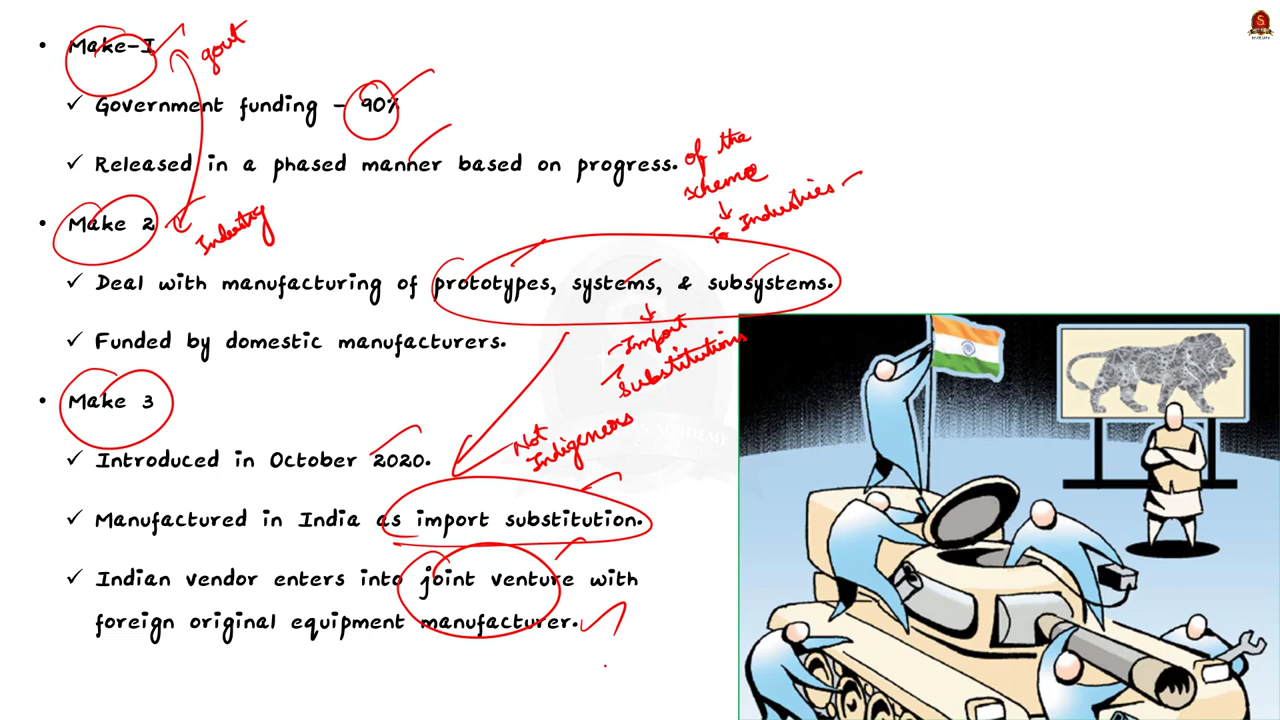 • Make-I
govt
✓ Government funding - 90%
✓ Released in a phased manner based on progress.
of the
scheme
To Industries
• Make 2
Industry
✓ Deal with manufacturing of prototypes, systems, & subsystems.
✓ Funded by domestic manufacturers.
- Import
Substitutions
• Make 3
Not
Indigeneous
✓ Introduced in October 2020.
✓ Manufactured in India as import substitution.
✓ Indian vendor enters into joint venture with
foreign original equipment manufacturer.